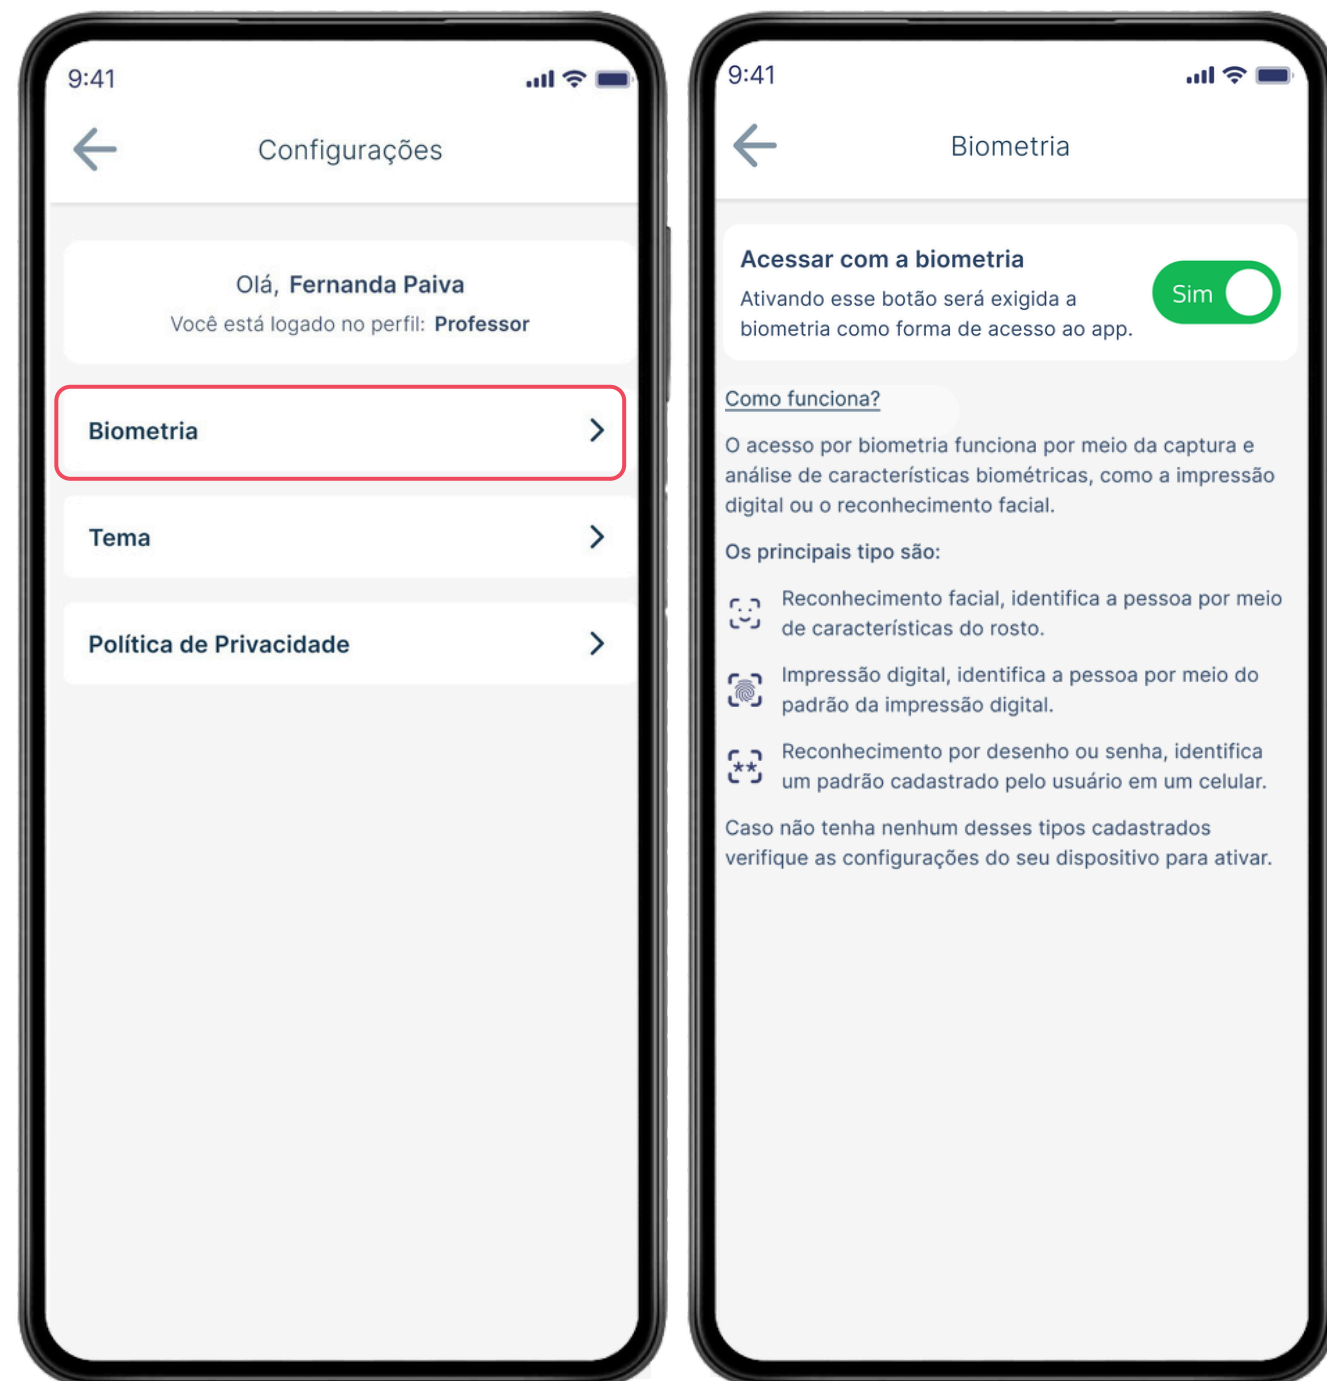 9:41
Configurações
Olá, Fernanda Paiva
Você está logado no perfil: Professor
Biometria
Tema
Política de Privacidade
9:41
Biometria
Acessar com a biometria
Ativando esse botão será exigida a
biometria como forma de acesso ao app.
Sim
Como funciona?
O acesso por biometria funciona por meio da captura e
análise de características biométricas, como a impressão
digital ou o reconhecimento facial.
Os principais tipo são:
Reconhecimento facial, identifica a pessoa por meio
de características do rosto.
Impressão digital, identifica a pessoa por meio do
padrão da impressão digital.
Reconhecimento por desenho ou senha, identifica
um padrão cadastrado pelo usuário em um celular.
Caso não tenha nenhum desses tipos cadastrados
verifique as configurações do seu dispositivo para ativar.